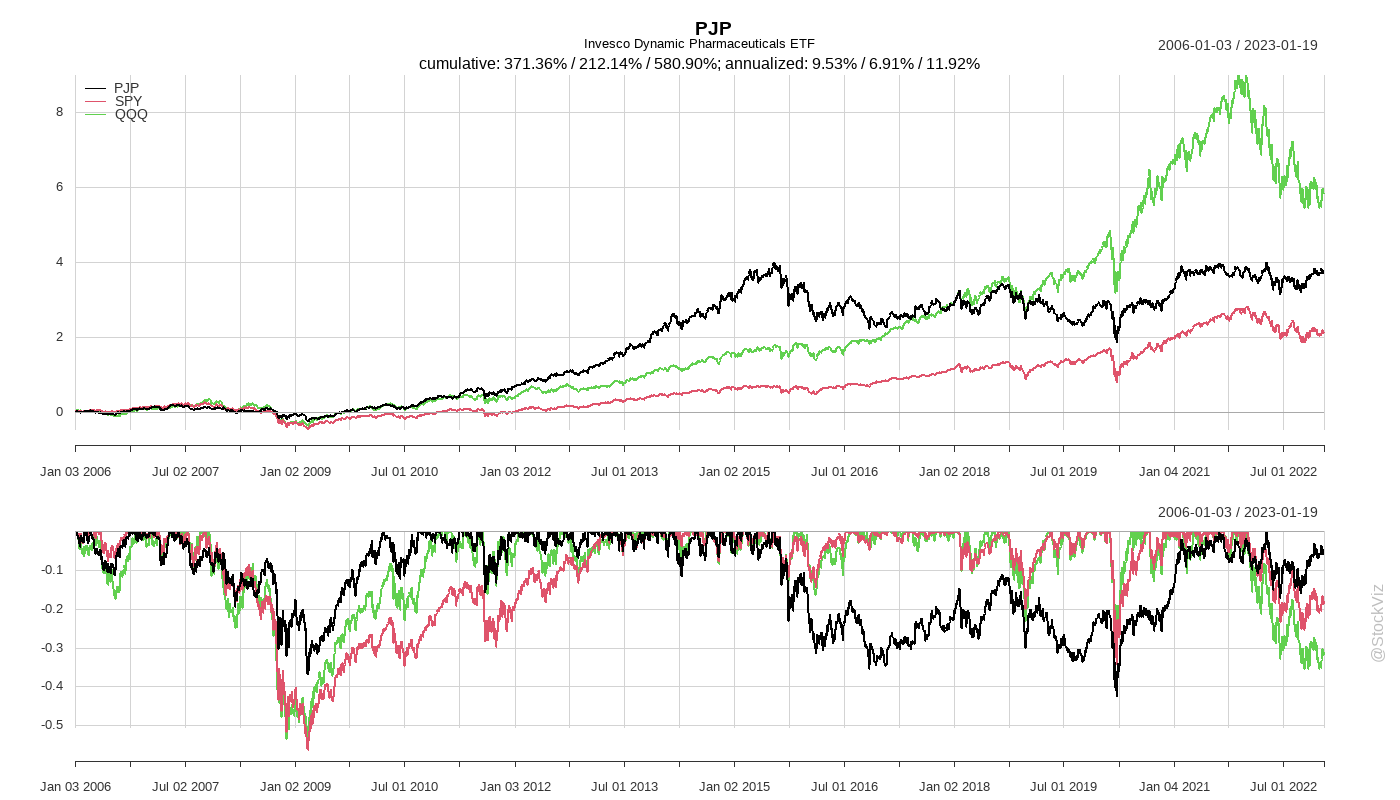 PJP
Invesco Dynamic Pharmaceuticals ETF
2006-01-03 / 2023-01-19
cumulative: 371.36% / 212.14% / 580.90%; annualized: 9.53% / 6.91% / 11.92%
PJP
SPY
QQQ
8
6
4
2
0
Jan 03 2006 Jul 02 2007 Jan 02 2009 Jul 01 2010 Jan 03 2012 Jul 01 2013 Jan 02 2015 Jul 01 2016 Jan 02 2018 Jul 01 2019 Jan 04 2021 Jul 01 2022
2006-01-03 / 2023-01-19
-0.1
-0.2
-0.3
-0.4
-0.5
Jan 03 2006 Jul 02 2007 Jan 02 2009 Jul 01 2010 Jan 03 2012 Jul 01 2013 Jan 02 2015 Jul 01 2016 Jan 02 2018 Jul 01 2019 Jan 04 2021 Jul 01 2022
@StockViz